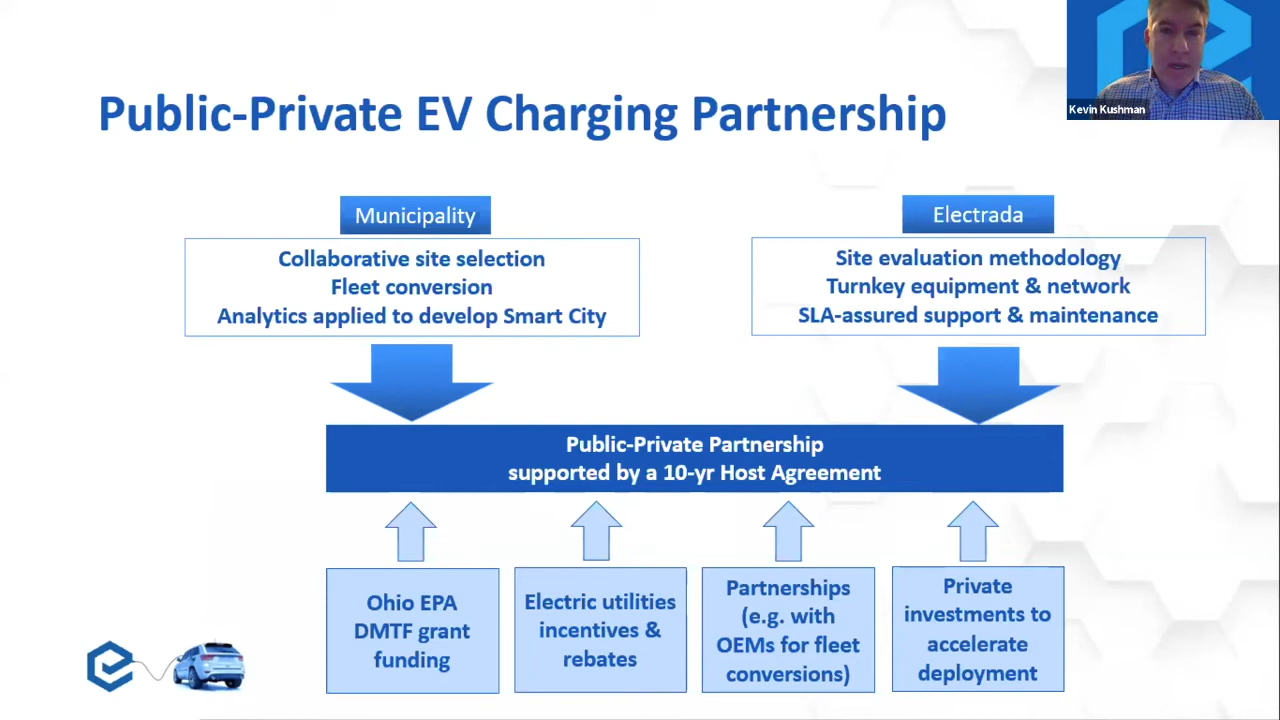 Kevin Kushman
Public-Private EV Charging Partnership
Municipality
Collaborative site selection
Fleet conversion
Analytics applied to develop Smart City
Electrada
Site evaluation methodology
Turnkey equipment & network
SLA-assured support & maintenance
Public-Private Partnership
supported by a 10-yr Host Agreement
Ohio EPA
DMTF grant
funding
Electric utilities
incentives &
rebates
Partnerships
(e.g. with
OEMs for fleet
conversions)
Private
investments to
accelerate
deployment